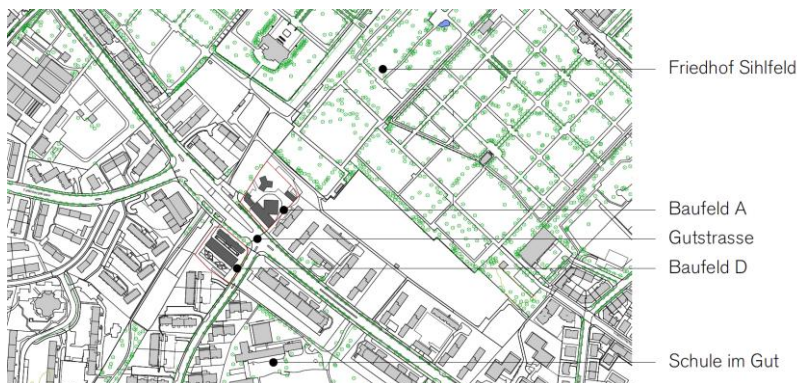 Friedhof Sihlfeld
Baufeld A
Gutstrasse
Baufeld D
Schule im Gut